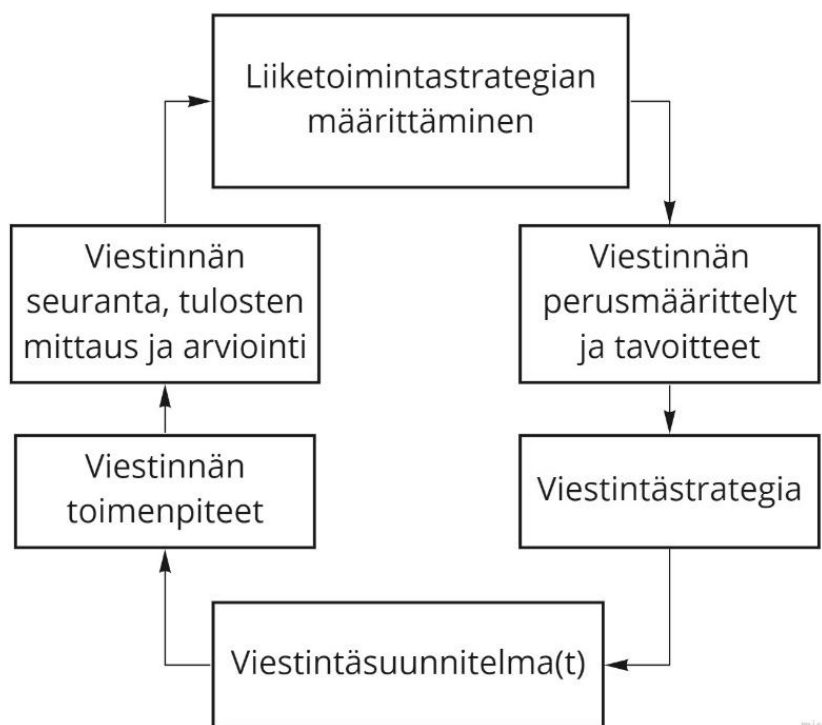 Liiketoimintastrategian
määrittäminen
Viestinnän
perusmäärittelyt
ja tavoitteet
Viestintästrategia
Viestintäsuunnitelma(t)
Viestinnän
toimenpiteet
Viestinnän
seuranta, tulosten
mittaus ja arviointi